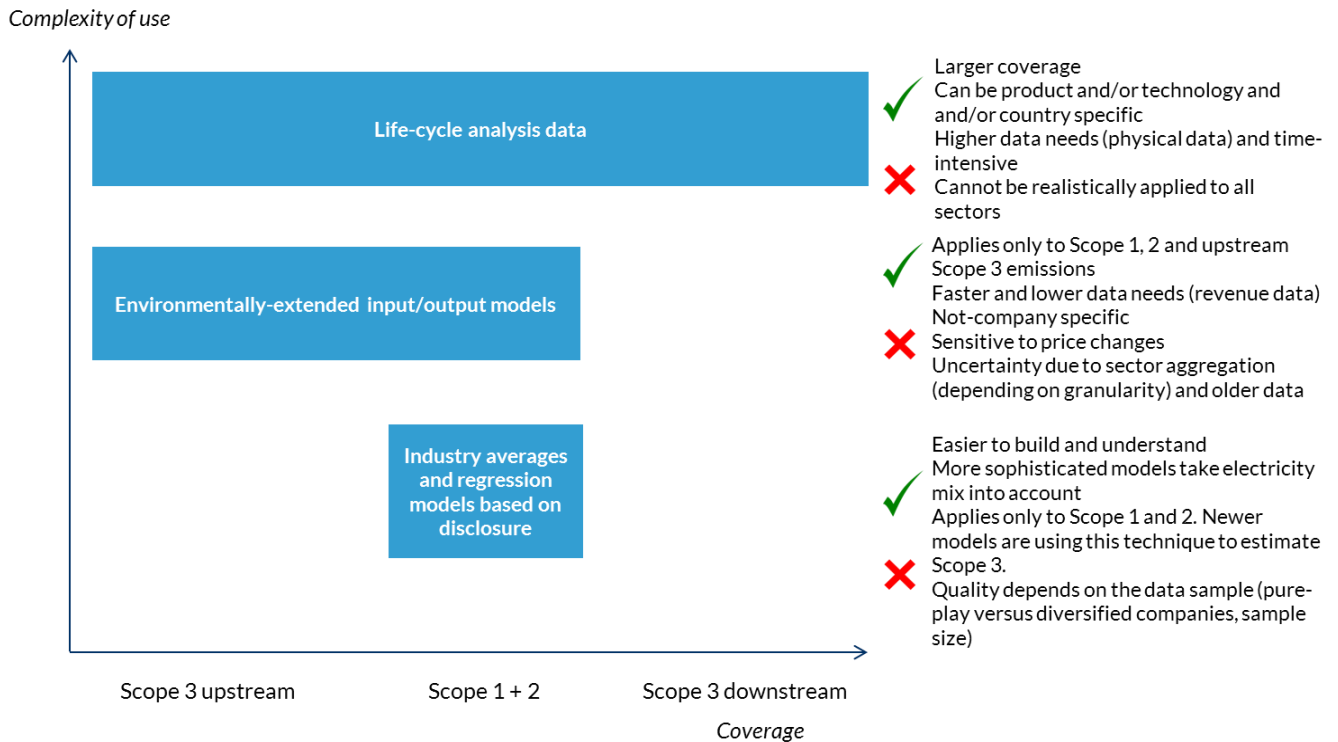 Complexity of use
Life-cycle analysis data
Larger coverage
Can be product and/or technology and
and/or country specific
Higher data needs (physical data) and time-
intensive
Cannot be realistically applied to all
sectors
Environmentally-extended input/output models
Applies only to Scope 1, 2 and upstream
Scope 3 emissions
Faster and lower data needs (revenue data)
Not-company specific
Sensitive to price changes
Uncertainty due to sector aggregation
(depending on granularity) and older data
Industry averages
and regression
models based on
disclosure
Easier to build and understand
More sophisticated models take electricity
mix into account
Applies only to Scope 1 and 2. Newer
models are using this technique to estimate
Scope 3.
Quality depends on the data sample (pure-
play versus diversified companies, sample
size)
Scope 3 upstream
Scope 1 + 2
Scope 3 downstream
Coverage